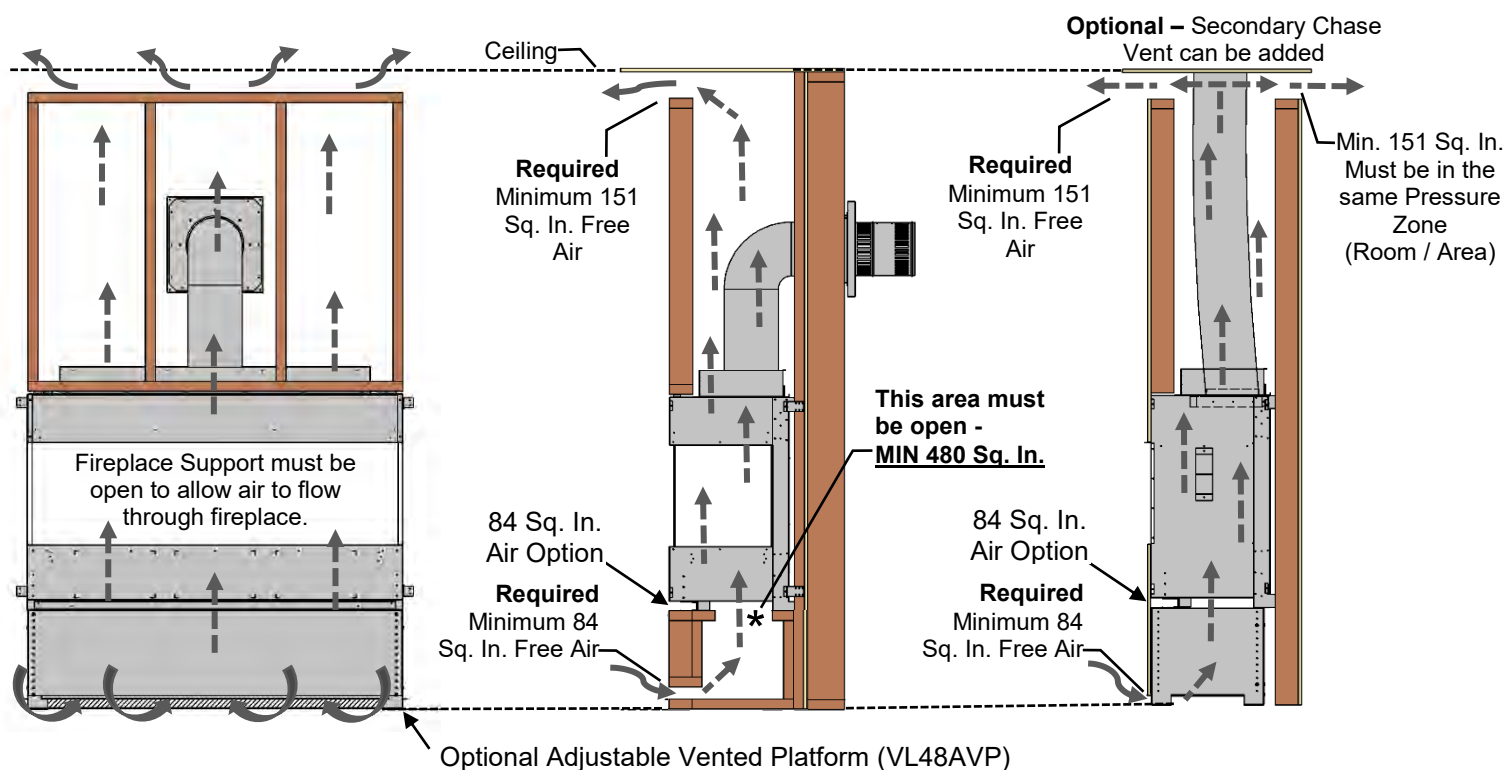 Ceiling
Optional – Secondary Chase
Vent can be added
Required
Minimum 151
Sq. In. Free
Air
Required
Minimum 151
Sq. In. Free
Air
Min. 151 Sq. In.
Must be in the
same Pressure
Zone
(Room / Area)
This area must
be open -
MIN 480 Sq. In.
Fireplace Support must be
open to allow air to flow
through fireplace.
84 Sq. In.
Air Option
Required
Minimum 84
Sq. In. Free Air
*
84 Sq. In.
Air Option
Required
Minimum 84
Sq. In. Free Air
Optional Adjustable Vented Platform (VL48AVP)